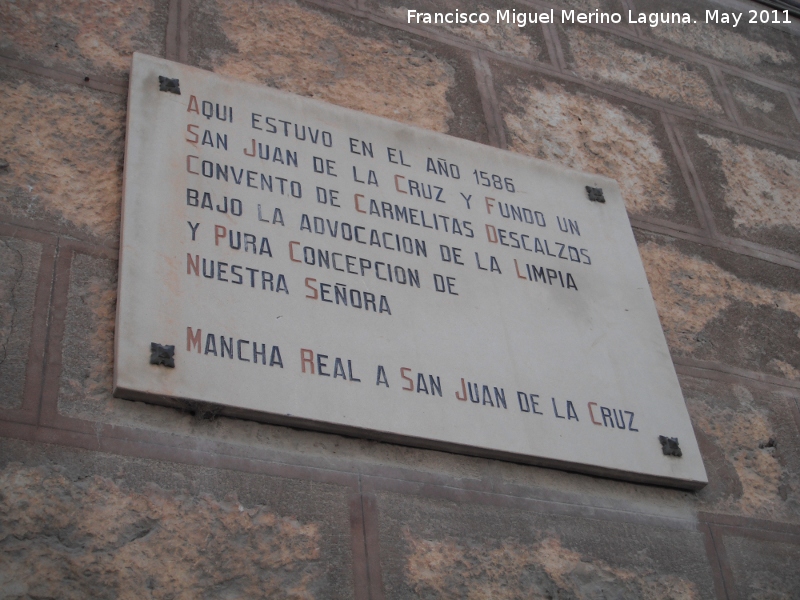 Francisco Miguel Merino Laguna. May 2011
AQUI ESTUVO EN EL AÑO 1586
SAN JUAN DE LA CRUZ Y FUNDO UN
CONVENTO DE CARMELITAS DESCALZOS
BAJO LA ADVOCACION DE LA LIMPIA
Y PURA CONCEPCION DE
NUESTRA SEÑORA
MANCHA REAL A SAN JUAN DE LA CRUZ